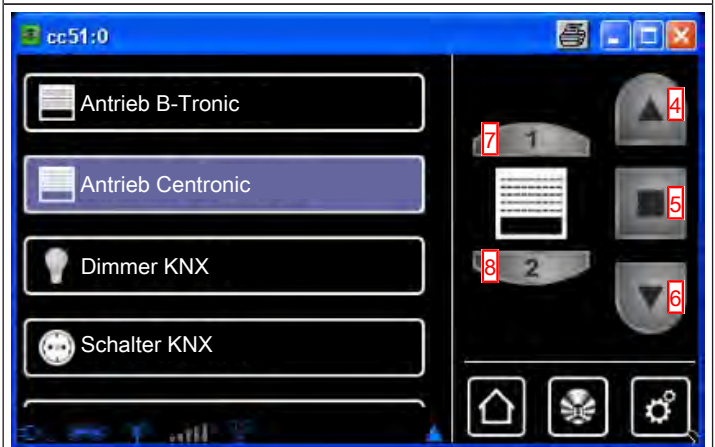 cc51:0
Antrieb B-Tronic
Antrieb Centronic
Dimmer KNX
Schalter KNX
4
7 1
5
8 2
6